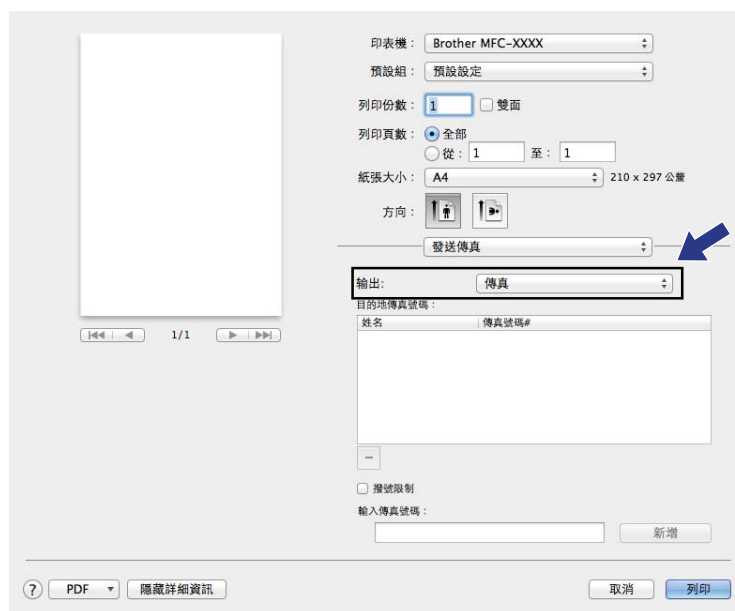 印表機： Brother MFC-XXXX
預設組： 預設設定
列印份數： 1 雙面
列印頁數： 全部
從： 1 至： 1
紙張大小： A4 210 x 297 公釐
方向：
發送傳真
输出: 傳真
目的地傳真號碼：
姓名 傳真號碼#
1/1
撥號限制
輸入傳真號碼：
新增
? PDF 隱藏詳細資訊 取消 列印